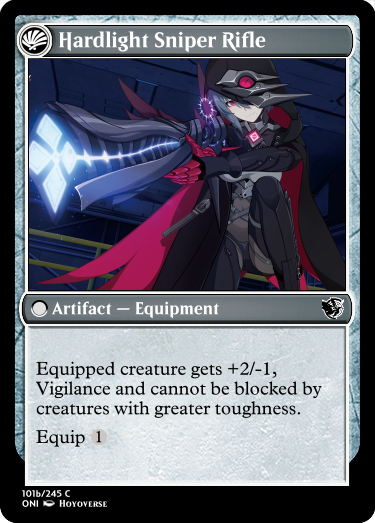 Hardlight Sniper Rifle
Artifact — Equipment
Equipped creature gets +2/-1,
Vigilance and cannot be blocked by
creatures with greater toughness.
Equip 1
101b/245 C
ONI Hoyoverse